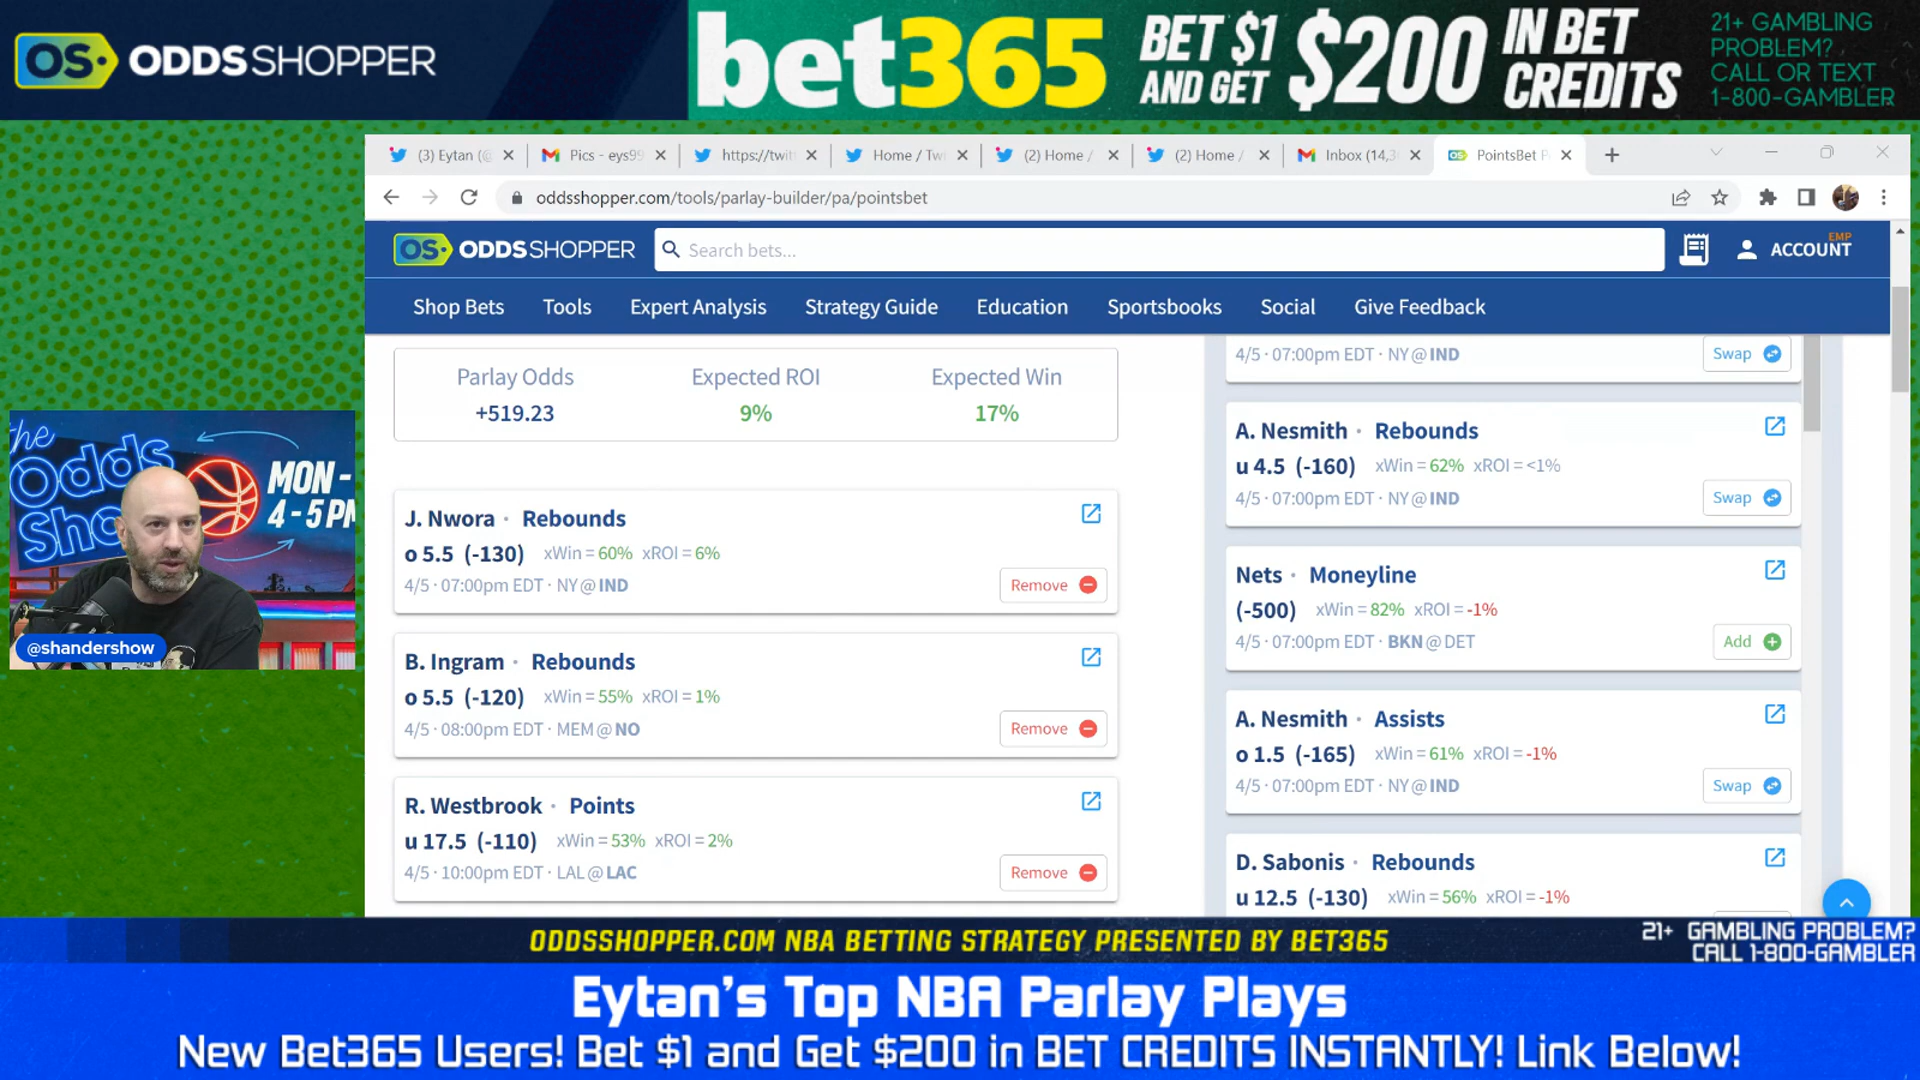 OS ODDSSHOPPER
bet365
BET $1 AND GET $200 IN BET CREDITS
21+ GAMBLING
PROBLEM?
CALL OR TEXT
1-800-GAMBLER
(3) Eytan (@
Pics - eys99
https://twit
Home / Tw
(2) Home /
(2) Home /
Inbox (14,3
PointsBet P
oddsshopper.com/tools/parlay-builder/pa/pointsbet
OS ODDSSHOPPER
Search bets...
EMP
ACCOUNT
Shop Bets
Tools
Expert Analysis
Strategy Guide
Education
Sportsbooks
Social
Give Feedback
Parlay Odds
+519.23
Expected ROI
9%
Expected Win
17%
J. Nwora · Rebounds
o 5.5 (-130) xWin = 60% xROI = 6%
4/5 · 07:00pm EDT · NY @ IND
Remove
B. Ingram · Rebounds
o 5.5 (-120) xWin = 55% xROI = 1%
4/5 · 08:00pm EDT · MEM @ NO
Remove
R. Westbrook · Points
u 17.5 (-110) xWin = 53% xROI = 2%
4/5 · 10:00pm EDT · LAL @ LAC
Remove
4/5 · 07:00pm EDT · NY @ IND
Swap
A. Nesmith · Rebounds
u 4.5 (-160) xWin = 62% xROI = <1%
4/5 · 07:00pm EDT · NY @ IND
Swap
Nets · Moneyline
(-500) xWin = 82% xROI = -1%
4/5 · 07:00pm EDT · BKN @ DET
Add
A. Nesmith · Assists
o 1.5 (-165) xWin = 61% xROI = -1%
4/5 · 07:00pm EDT · NY @ IND
Swap
D. Sabonis · Rebounds
u 12.5 (-130) xWin = 56% xROI = -1%
the
Odds
Sho
MON -
4 - 5 PM
@shandershow
ODDSSHOPPER.COM NBA BETTING STRATEGY PRESENTED BY BET365
21+ GAMBLING PROBLEM?
CALL 1-800-GAMBLER
Eytan's Top NBA Parlay Plays
New Bet365 Users! Bet $1 and Get $200 in BET CREDITS INSTANTLY! Link Below!